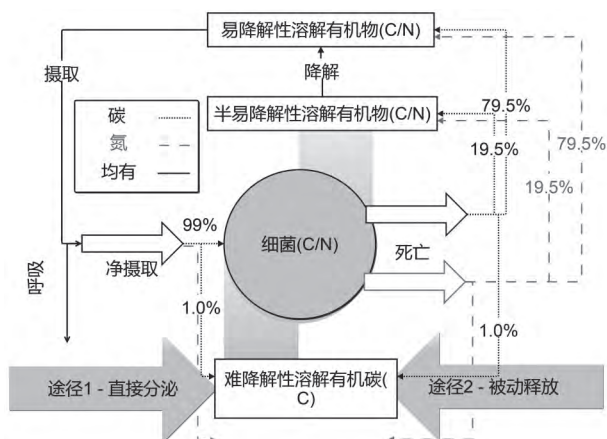 易降解性溶解有机物(C/N)
摄取
降解
碳
氮
均有
半易降解性溶解有机物(C/N)
79.5%
19.5%
79.5%
19.5%
99%
细菌(C/N)
死亡
净摄取
呼吸
1.0%
1.0%
途径1 - 直接分泌
难降解性溶解有机碳(
C)
途径2 - 被动释放